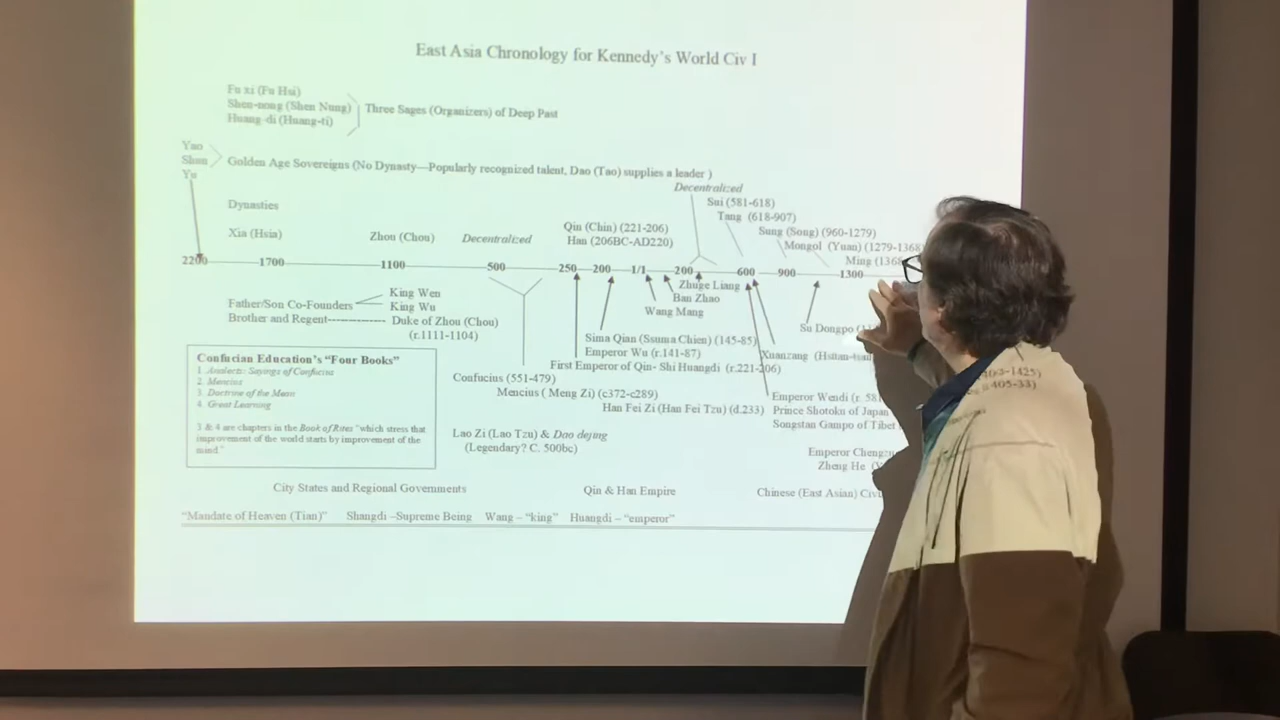 East Asia Chronology for Kennedy's World Civ I
Fu xi (Fu Hsi)
Shen-nong (Shen Nung)
Huang-di (Huang-ti)
Three Sages (Organizers) of Deep Past
Yao
Shun
Yu
Golden Age Sovereigns (No Dynasty—Popularly recognized talent, Dao (Tao) supplies a leader )
Decentralized
Dynasties
Sui (581-618)
Tang (618-907)
Xia (Hsia)
Zhou (Chou)
Decentralized
Qin (Chin) (221-206)
Han (206BC-AD220)
Sung (Song) (960-1279)
Mongol (Yuan) (1279-1368
Ming (1368
2200 1700 1100 500 250 200 1/1 200 600 900 1300
Father/Son Co-Founders
King Wen
King Wu
Brother and Regent--------------- Duke of Zhou (Chou)
(r.1111-1104)
Zhuge Liang
Ban Zhao
Wang Mang
Su Dongpo
Sima Qian (Ssuma Chien) (145-85)
Emperor Wu (r.141-87)
First Emperor of Qin- Shi Huangdi (r.221-206)
Xuanzang
Confucius (551-479)
Mencius ( Meng Zi) (c372-c289)
Han Fei Zi (Han Fei Tzu) (d.233)
Emperor Wendi (r. 581
Prince Shotoku of Japan
Songstan Gampo of Tibet
Lao Zi (Lao Tzu) & Dao dejing
(Legendary? C. 500bc)
Emperor Chengzu
-1425)
405-33)
Zheng He
Confucian Education's "Four Books"
1. Analects: Sayings of Confucius
2. Mencius
3. Doctrine of the Mean
4. Great Learning
3 & 4 are chapters in the Book of Rites "which stress that
improvement of the world starts by improvement of the
mind."
City States and Regional Governments
Qin & Han Empire
Chinese (East Asian)
"Mandate of Heaven (Tian)" Shangdi –Supreme Being Wang – "king" Huangdi – "emperor"